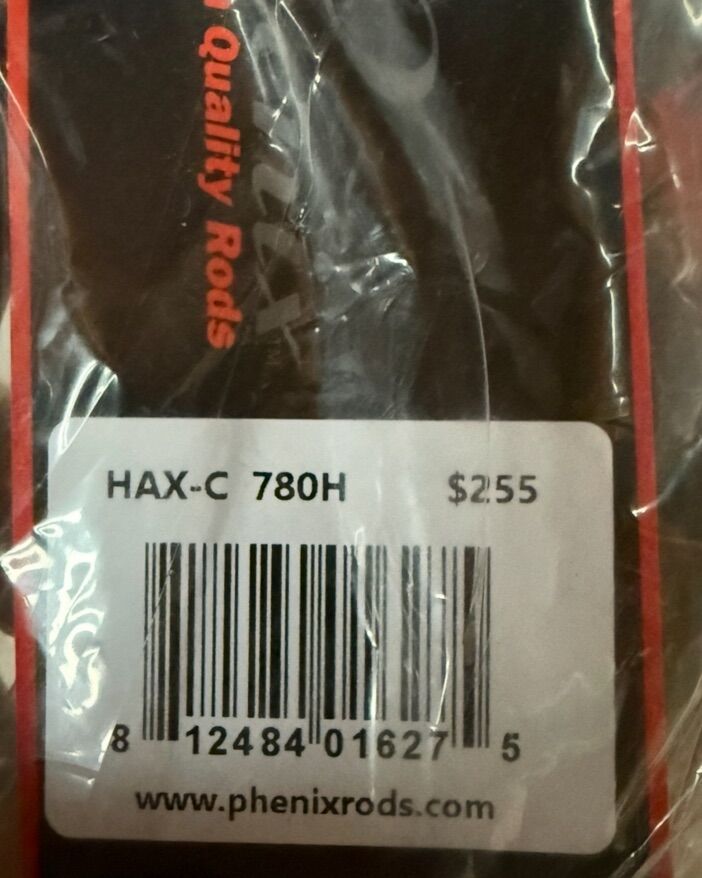 Quality Rods
HAX-C 780H $255
8 12484 01627 5
www.phenixrods.com